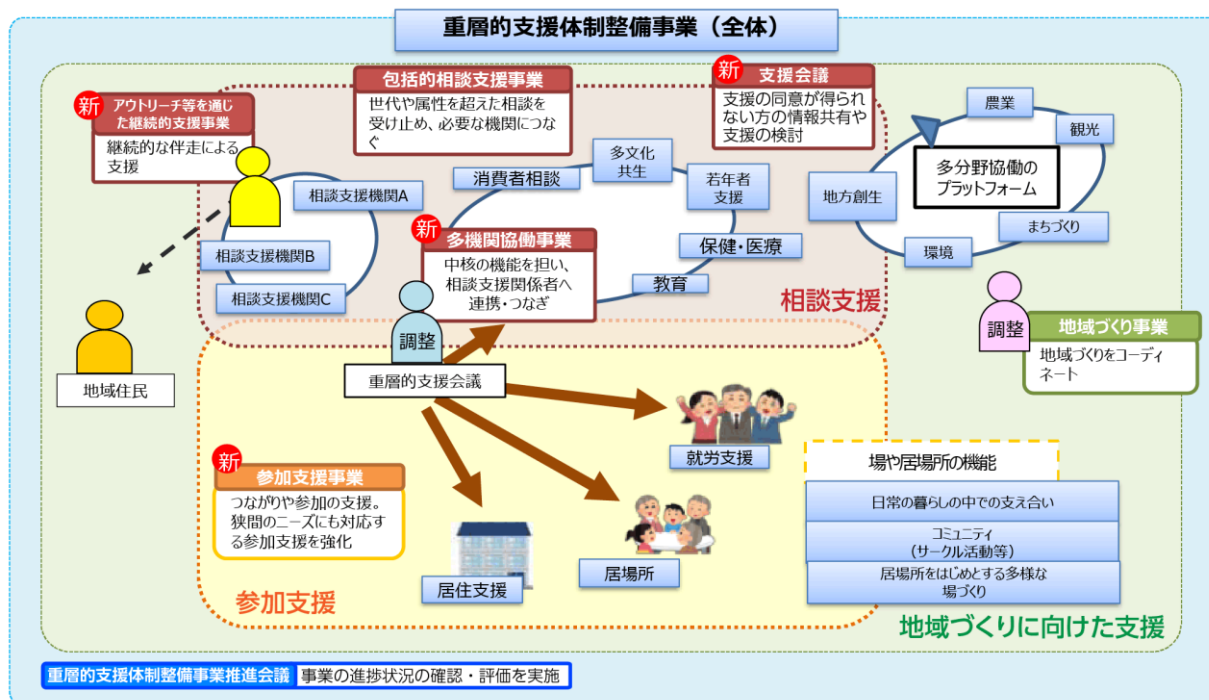 重層的支援体制整備事業（全体）
新
アウトリーチ等を通じ
た継続的支援事業
継続的な伴走による
支援
包括的相談支援事業
世代や属性を超えた相談を
受け止め、必要な機関につな
ぐ
新
支援会議
支援の同意が得られ
ない方の情報共有や
支援の検討
農業
観光
多分野協働の
プラットフォーム
地方創生
まちづくり
環境
相談支援機関A
相談支援機関B
相談支援機関C
消費者相談
多文化
共生
若年者
支援
保健・医療
教育
新
多機関協働事業
中核の機能を担い、
相談支援関係者へ
連携・つなぎ
相談支援
調整
重層的支援会議
地域住民
調整
地域づくり事業
地域づくりをコーディ
ネート
新
参加支援事業
つながりや参加の支援。
狭間のニーズにも対応す
る参加支援を強化
就労支援
居場所
居住支援
参加支援
場や居場所の機能
日常の暮らしの中での支え合い
コミュニティ
（サークル活動等）
居場所をはじめとする多様な
場づくり
地域づくりに向けた支援
重層的支援体制整備事業推進会議 事業の進捗状況の確認・評価を実施